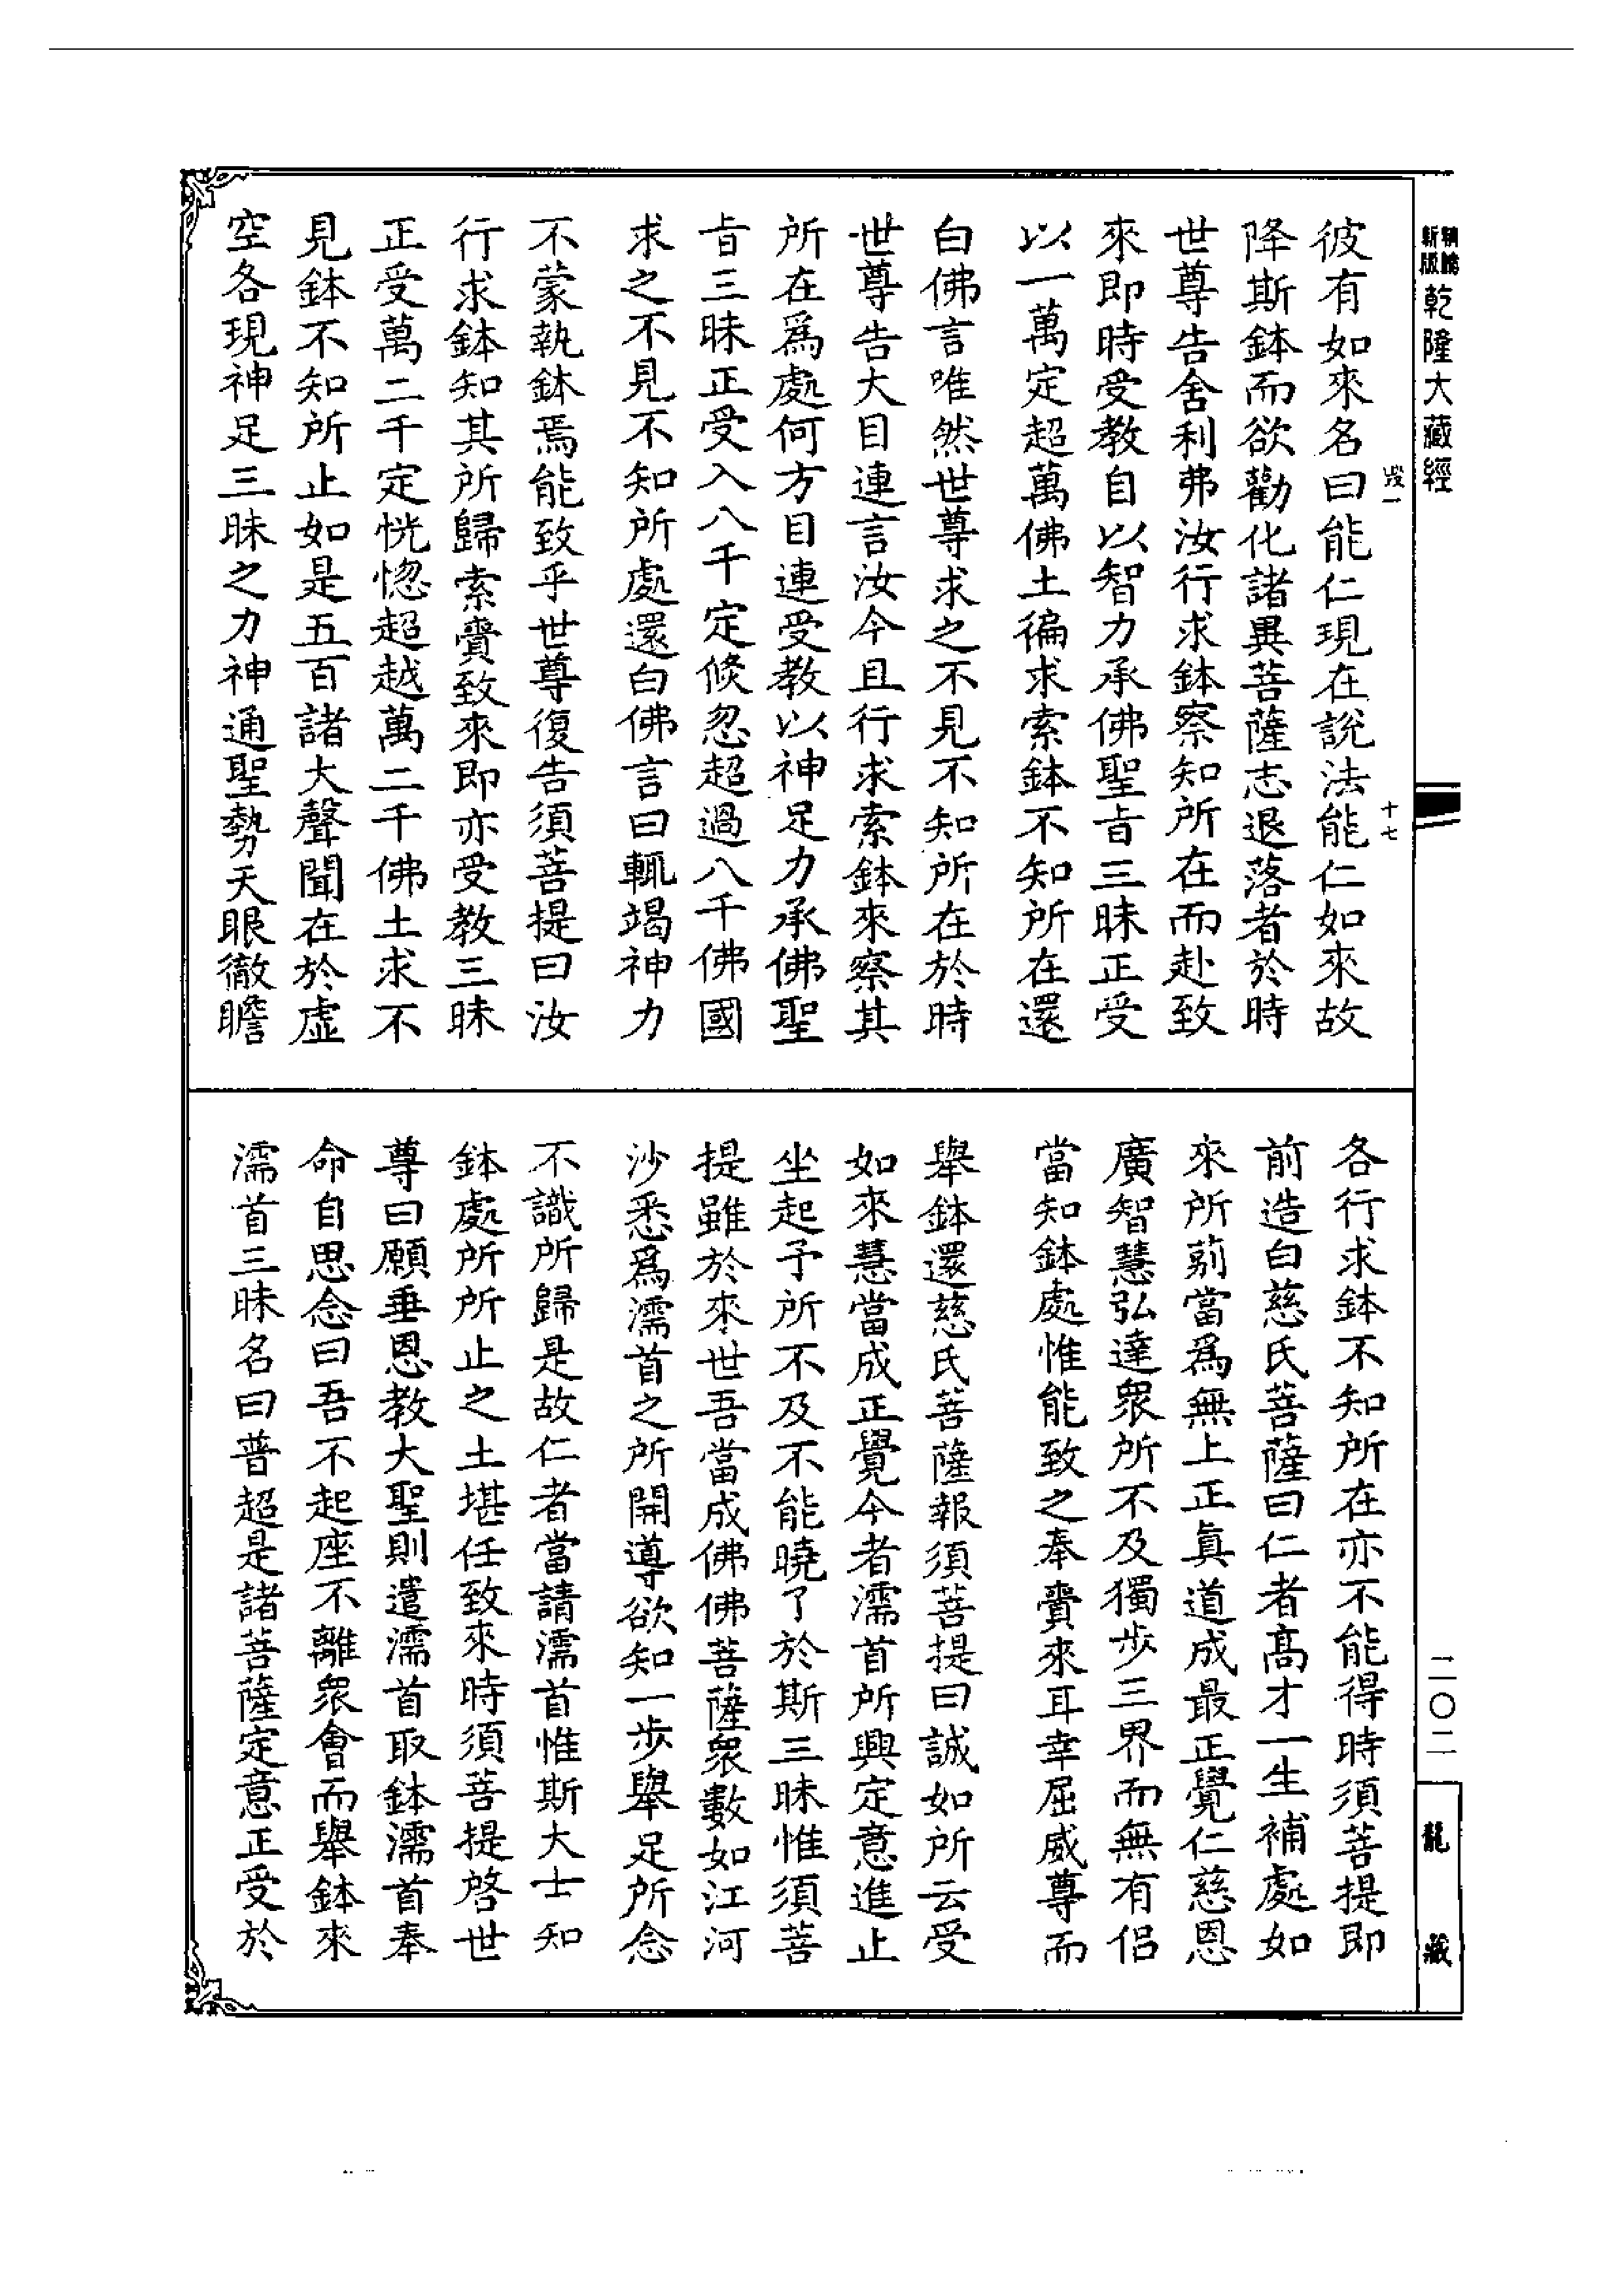 新版
乾隆大藏經
二〇二
龍藏
十七
彼有如來名曰能仁現在說法能仁如來故
降斯鉢而欲勸化諸異菩薩志退落者於時
世尊告舍利弗汝行求鉢察知所在而赴致
來即時受教自以智力承佛聖旨三昧正受
以一萬定超萬佛土徧求索鉢不知所在還
白佛言唯然世尊求之不見不知所在於時
世尊告大目連言汝今且行求索鉢來察其
所在爲處何方目連受教以神足力承佛聖
旨三昧正受入八千定倏忽超過八千佛國
求之不見不知所處還白佛言曰輒竭神力
不蒙執鉢焉能致乎世尊復告須菩提曰汝
行求鉢知其所歸索賷致來即亦受教三昧
正受萬二千定恍惚超越萬二千佛土求不
見鉢不知所止如是五百諸大聲聞在於虛
空各現神足三昧之力神通聖勢天眼徹瞻
各行求鉢不知所在亦不能得時須菩提即
前造白慈氏菩薩曰仁者高才一生補處如
來所莂當爲無上正眞道成最正覺仁慈恩
廣智慧弘達衆所不及獨步三界而無有侶
當知鉢處惟能致之奉賷來耳幸屈威尊而
舉鉢還慈氏菩薩報須菩提曰誠如所云受
如來慧當成正覺今者濡首所興定意進止
坐起予所不及不能曉了於斯三昧惟須菩
提雖於來世吾當成佛佛菩薩衆數如江河
沙悉爲濡首之所開導欲知一步舉足所念
不識所歸是故仁者當請濡首惟斯大士知
鉢處所所止之土堪任致來時須菩提啓世
尊曰願垂恩教大聖則遣濡首取鉢濡首奉
命自思念曰吾不起座不離衆會而舉鉢來
濡首三昧名曰普超是諸菩薩定意正受於